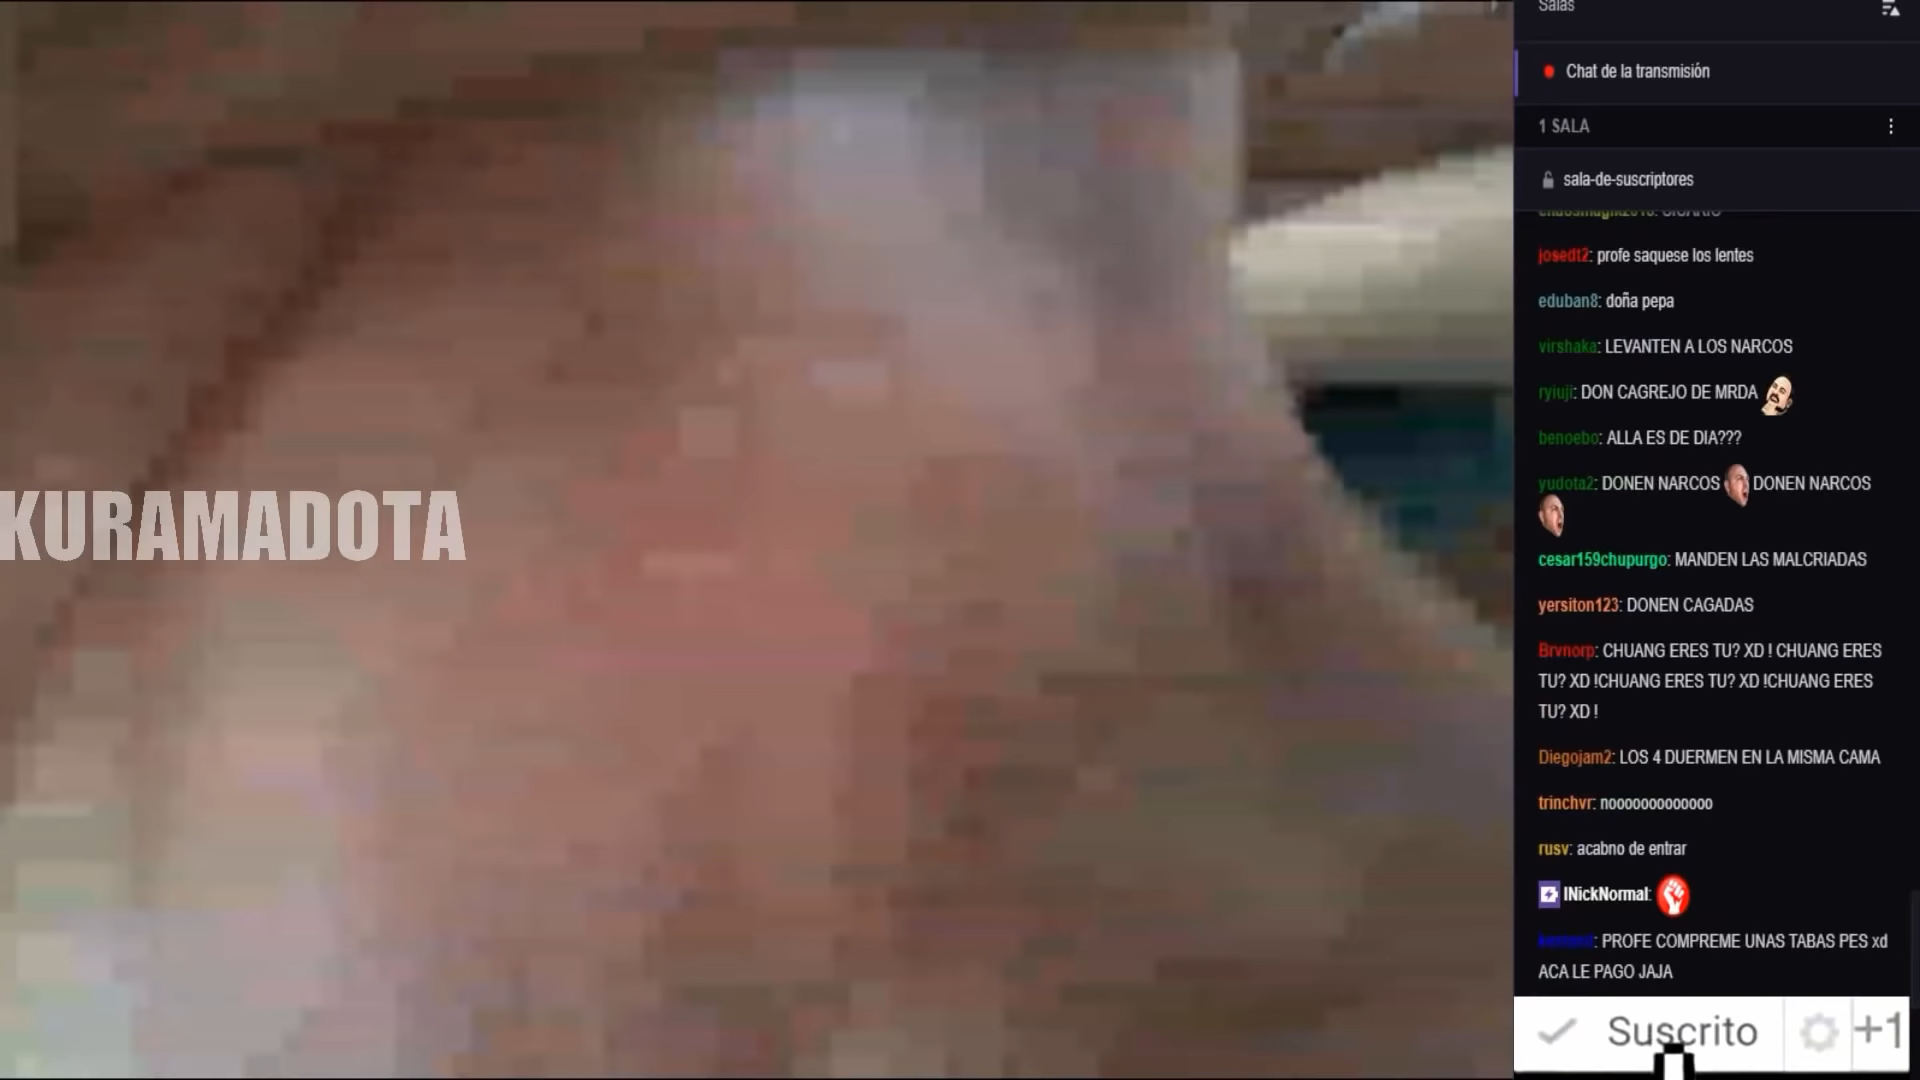 Salas
Chat de la transmisión
1 SALA
sala-de-suscriptores
josedt2: profe saquese los lentes
eduban8: doña pepa
virshaka: LEVANTEN A LOS NARCOS
ryiuji: DON CAGREJO DE MRDA
benoebo: ALLA ES DE DIA???
yudota2: DONEN NARCOS DONEN NARCOS
cesar159chupurgo: MANDEN LAS MALCRIADAS
yersiton123: DONEN CAGADAS
Brvnorp: CHUANG ERES TU? XD ! CHUANG ERES
TU? XD !CHUANG ERES TU? XD !CHUANG ERES
TU? XD !
Diegojam2: LOS 4 DUERMEN EN LA MISMA CAMA
trinchvr: nooooooooooooo
rusv: acabno de entrar
INickNormal:
: PROFE COMPREME UNAS TABAS PES xd
ACA LE PAGO JAJA
Suscrito
+1
KURAMADOTA